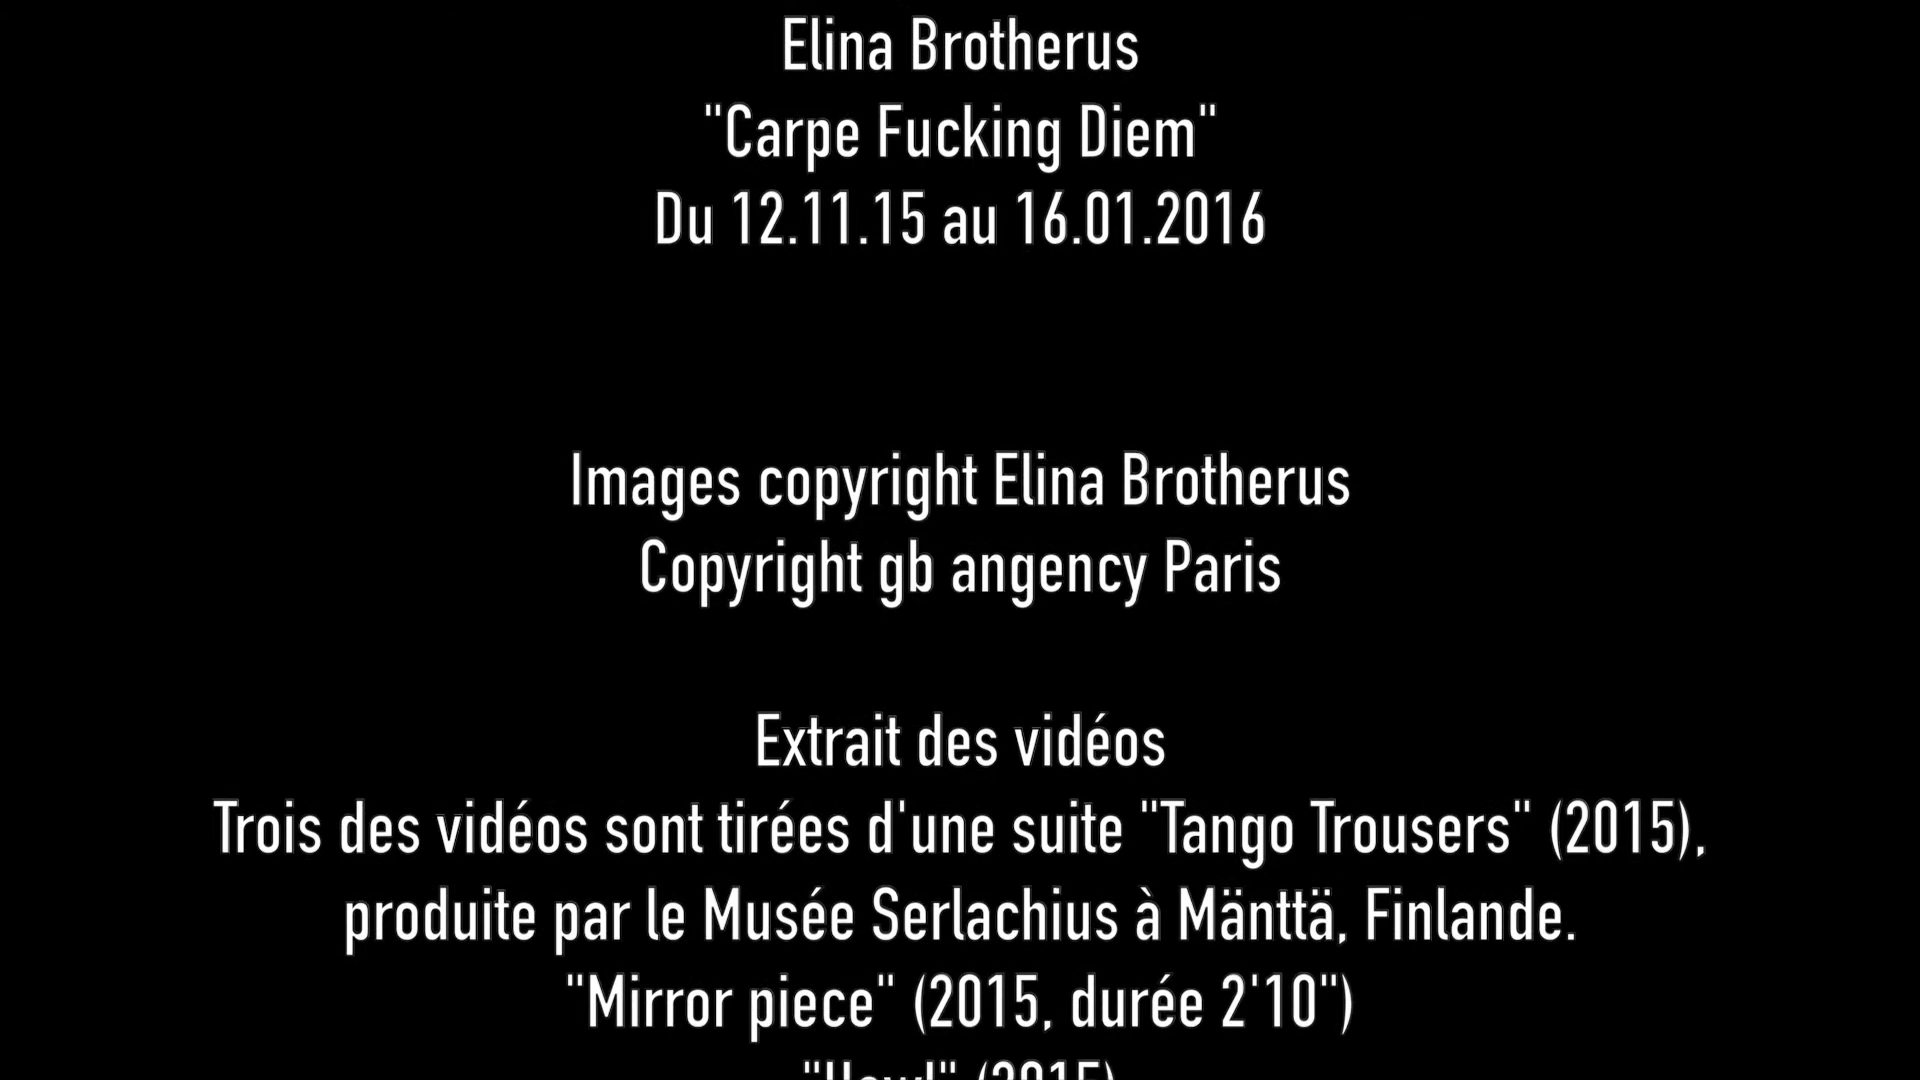 Elina Brotherus
"Carpe Fucking Diem"
Du 12.11.15 au 16.01.2016
Images copyright Elina Brotherus
Copyright gb angency Paris
Extrait des vidéos
Trois des vidéos sont tirées d'une suite "Tango Trousers" (2015),
produite par le Musée Serlachius à Mänttä, Finlande.
"Mirror piece" (2015, durée 2'10")
(2015)